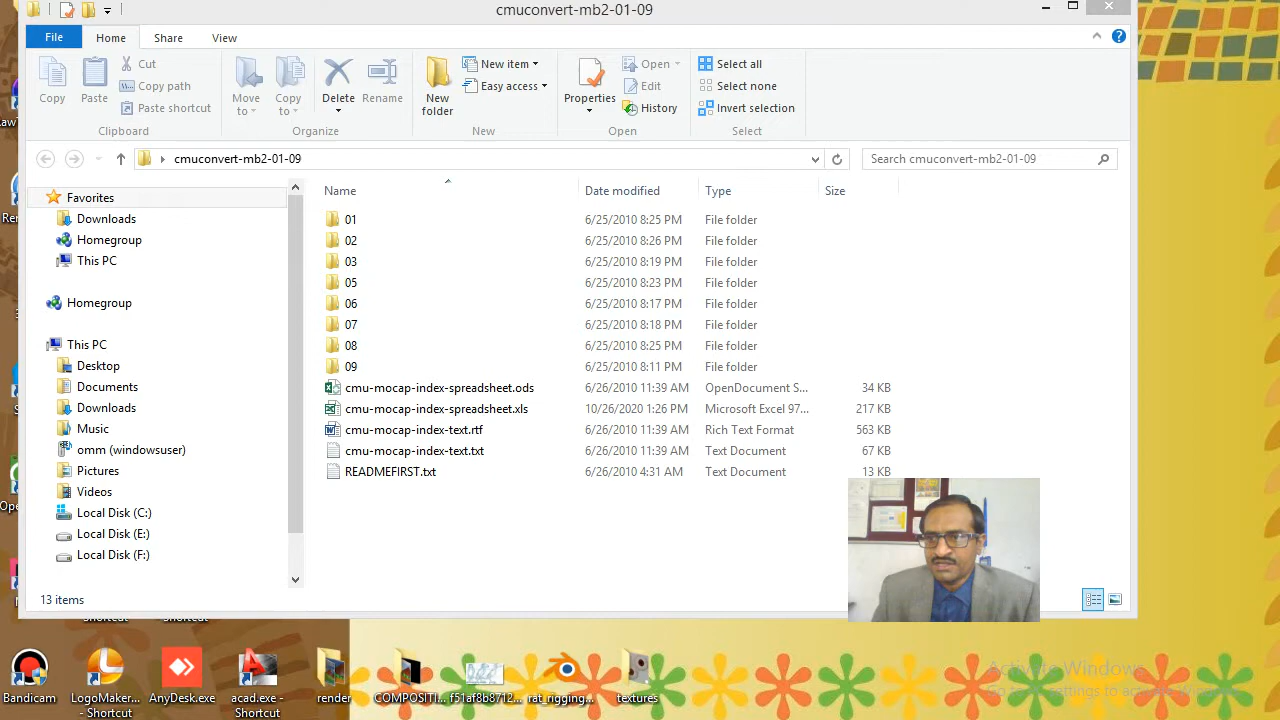 cmuconvert-mb2-01-09
File Home Share View
Copy Paste Cut Copy path Paste shortcut
Move to Copy to Delete Rename New folder
New item Easy access
Properties Open Edit History
Select all Select none Invert selection
Clipboard Organize New Open Select
cmuconvert-mb2-01-09 Search cmuconvert-mb2-01-09
Favorites
Downloads
Homegroup
This PC
Homegroup
This PC
Desktop
Documents
Downloads
Music
omm (windowsuser)
Pictures
Videos
Local Disk (C:)
Local Disk (E:)
Local Disk (F:)
Name Date modified Type Size
01 6/25/2010 8:25 PM File folder
02 6/25/2010 8:26 PM File folder
03 6/25/2010 8:19 PM File folder
05 6/25/2010 8:23 PM File folder
06 6/25/2010 8:17 PM File folder
07 6/25/2010 8:18 PM File folder
08 6/25/2010 8:25 PM File folder
09 6/25/2010 8:11 PM File folder
cmu-mocap-index-spreadsheet.ods 6/26/2010 11:39 AM OpenDocument S... 34 KB
cmu-mocap-index-spreadsheet.xls 10/26/2020 1:26 PM Microsoft Excel 97... 217 KB
cmu-mocap-index-text.rtf 6/26/2010 11:39 AM Rich Text Format 563 KB
cmu-mocap-index-text.txt 6/26/2010 11:39 AM Text Document 67 KB
READMEFIRST.txt 6/26/2010 4:31 AM Text Document 13 KB
13 items
Bandicam
LogoMaker... - Shortcut
AnyDesk.exe
acad.exe - Shortcut
render
COMPOSITI...
f51af8b8712...
rat_rigging...
textures
Activate Windows